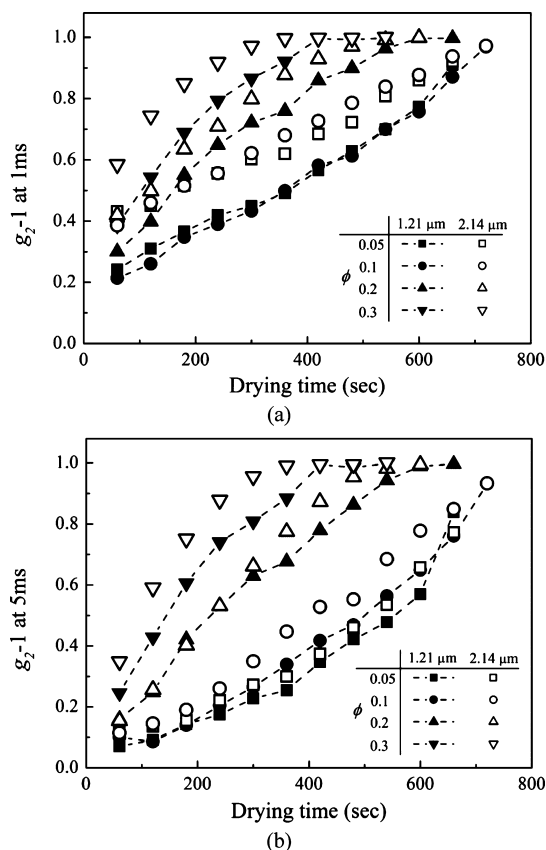 (a)
1.0
0.8
0.6
0.4
0.2
0.0
g2-1 at 1ms
1.21 μm 2.14 μm
0.05
0.1
ϕ
0.2
0.3
0 200 400 600 800
Drying time (sec)
(a)
1.0
0.8
0.6
0.4
0.2
0.0
g2-1 at 5ms
1.21 μm 2.14 μm
0.05
0.1
ϕ
0.2
0.3
0 200 400 600 800
Drying time (sec)
(b)